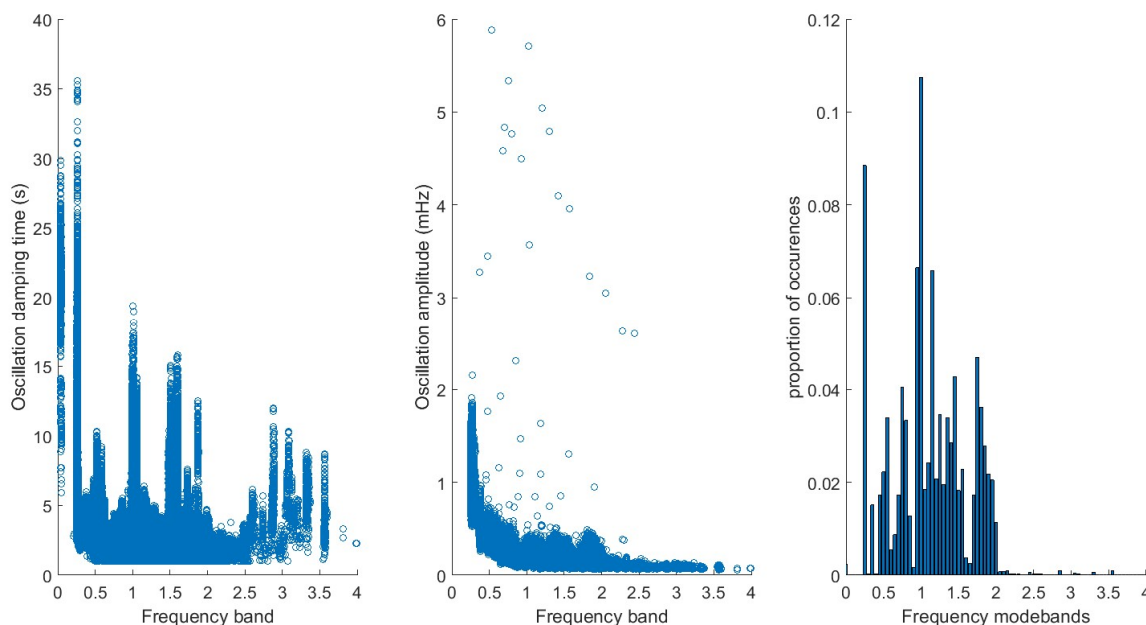 40
35
30
25
20
15
10
5
0
Oscillation damping time (s)
0 0.5 1 1.5 2 2.5 3 3.5 4
Frequency band
6
5
4
3
2
1
0
Oscillation amplitude (mHz)
0 0.5 1 1.5 2 2.5 3 3.5 4
Frequency band
0.12
0.1
0.08
0.06
0.04
0.02
0
proportion of occurences
0 0.5 1 1.5 2 2.5 3 3.5 4
Frequency modebands